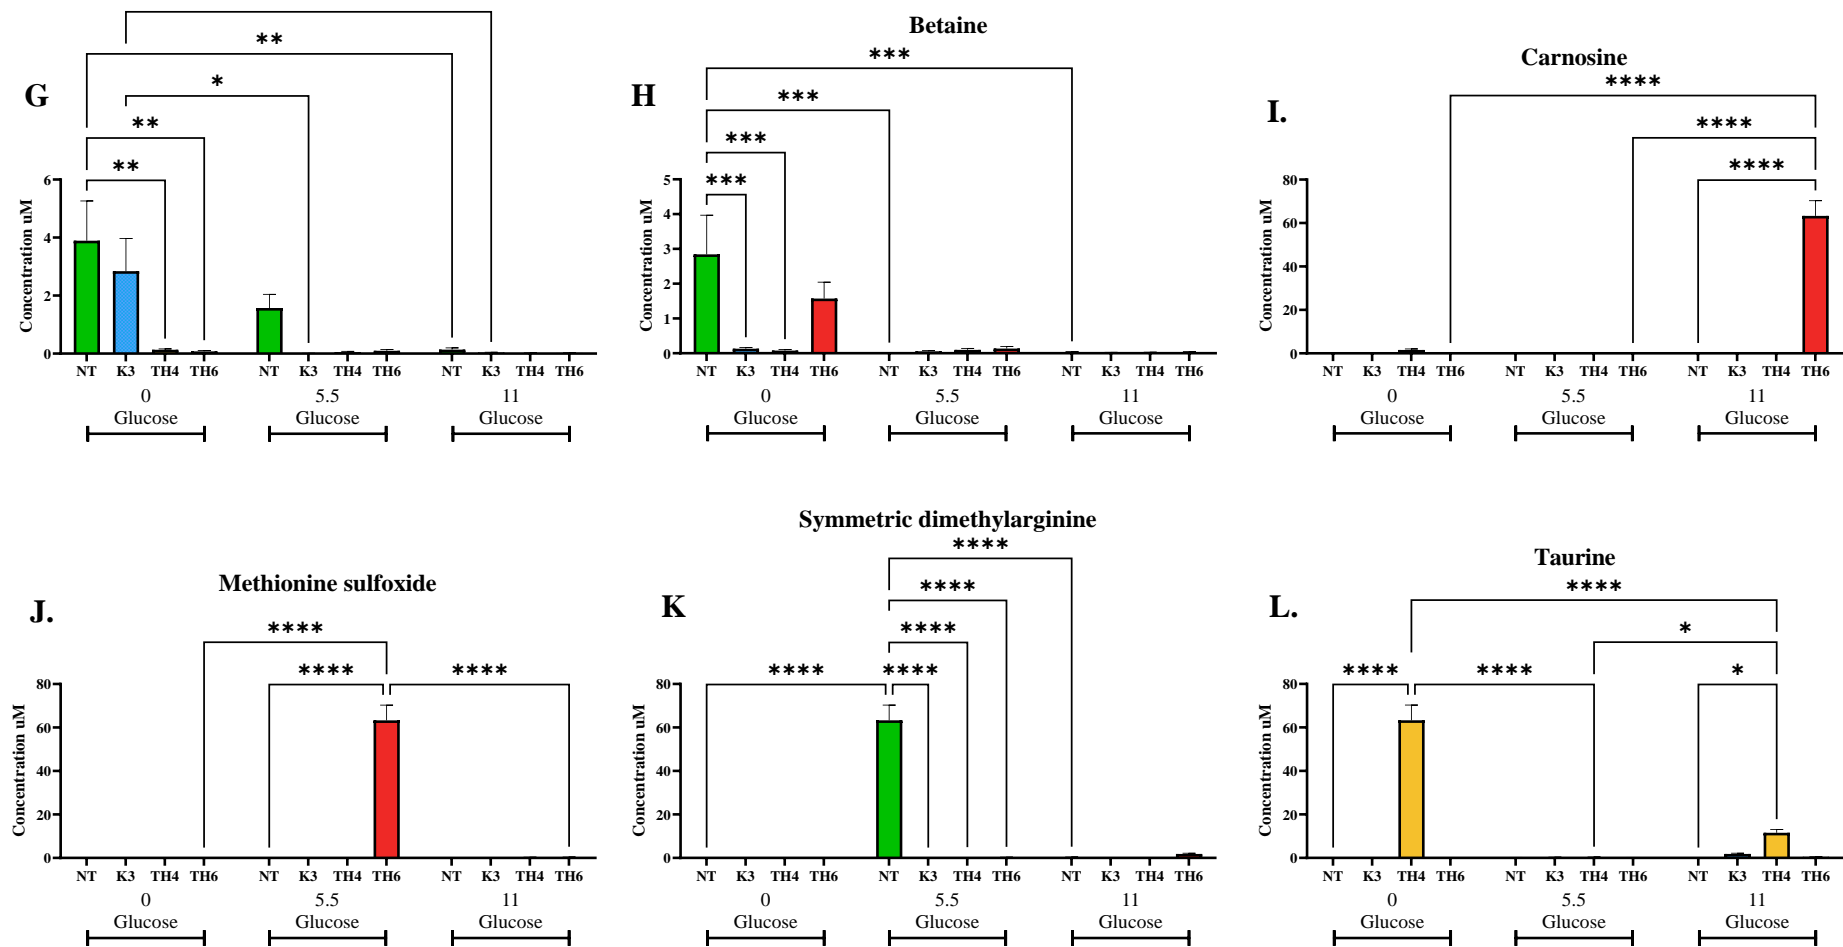 G
**
*
**
**
Concentration uM
6
4
2
0
NT K3 TH4 TH6 NT K3 TH4 TH6 NT K3 TH4 TH6
0 5.5 11
Glucose Glucose Glucose
Betaine
H
***
***
***
***
Concentration uM
5
4
3
2
1
0
NT K3 TH4 TH6 NT K3 TH4 TH6 NT K3 TH4 TH6
0 5.5 11
Glucose Glucose Glucose
Carnosine
I.
****
****
****
Concentration uM
80
60
40
20
0
NT K3 TH4 TH6 NT K3 TH4 TH6 NT K3 TH4 TH6
0 5.5 11
Glucose Glucose Glucose
Methionine sulfoxide
J.
****
**** ****
Concentration uM
80
60
40
20
0
NT K3 TH4 TH6 NT K3 TH4 TH6 NT K3 TH4 TH6
0 5.5 11
Glucose Glucose Glucose
Symmetric dimethylarginine
K
****
****
****
**** ****
Concentration uM
80
60
40
20
0
NT K3 TH4 TH6 NT K3 TH4 TH6 NT K3 TH4 TH6
0 5.5 11
Glucose Glucose Glucose
Taurine
L.
****
*
**** **** *
Concentration uM
80
60
40
20
0
NT K3 TH4 TH6 NT K3 TH4 TH6 NT K3 TH4 TH6
0 5.5 11
Glucose Glucose Glucose